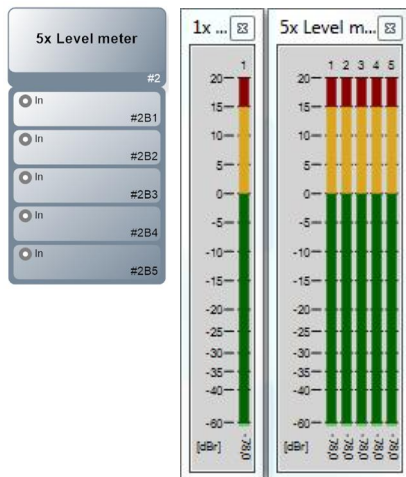 5x Level meter
#2
In
#2B1
In
#2B2
In
#2B3
In
#2B4
In
#2B5
1x ...
1
20
15
10
5
0
-5
-10
-15
-20
-25
-30
-35
-40
-60
[dBr]
-78,0
5x Level m...
1 2 3 4 5
20
15
10
5
0
-5
-10
-15
-20
-25
-30
-35
-40
-60
[dBr]
-78,0 -78,0 -78,0 -78,0 -78,0